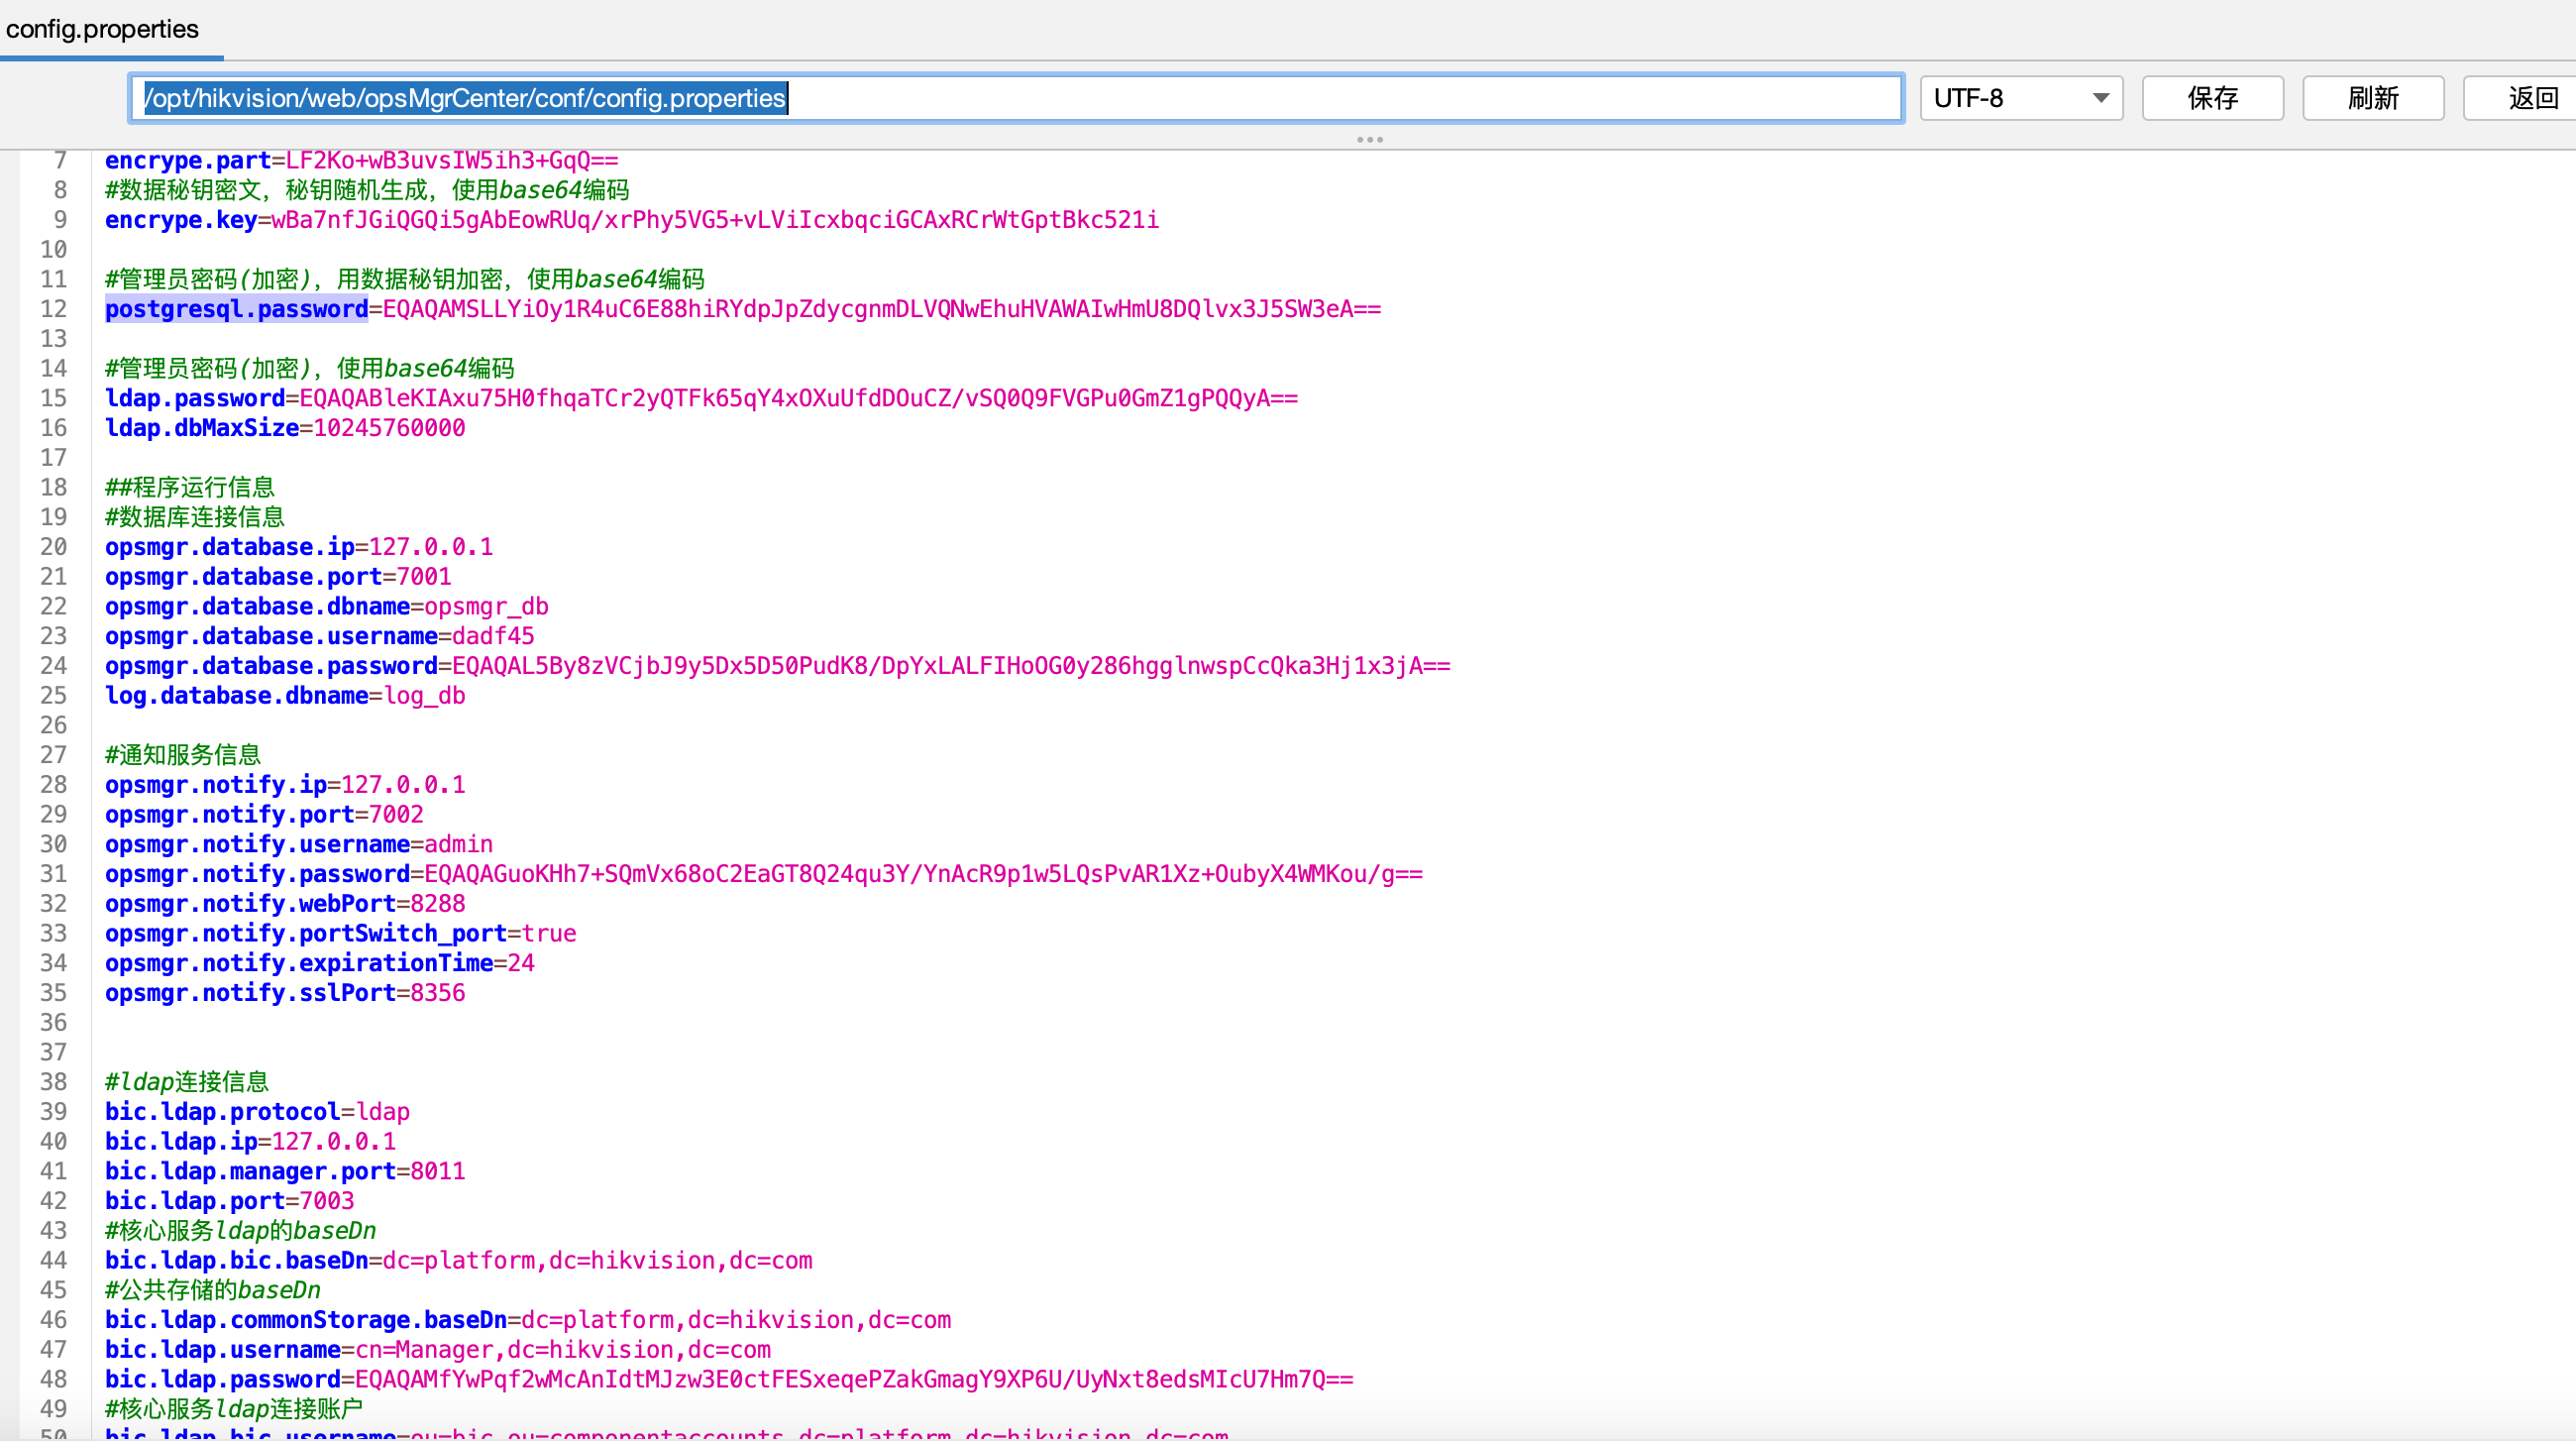 config.properties
/opt/hikvision/web/opsMgrCenter/conf/config.properties UTF-8 保存 刷新 返回
7 encrype.part=LF2Ko+wB3uvsIW5ih3+GqQ==
8 #数据秘钥密文，秘钥随机生成，使用base64编码
9 encrype.key=wBa7nfJGiQGQi5gAbEowRUq/xrPhy5VG5+vLViIcxbqciGCAxRCrWtGptBkc521i
10
11 #管理员密码(加密)，用数据秘钥加密，使用base64编码
12 postgresql.password=EQAQAMSLLYiOy1R4uC6E88hiRYdpJpZdycgnmDLVQNwEhuHVAWAIwHmU8DQlvx3J5SW3eA==
13
14 #管理员密码(加密)，使用base64编码
15 ldap.password=EQAQABleKIAxu75H0fhqaTCr2yQTFk65qY4xOXuUfdDOuCZ/vSQ0Q9FVGPu0GmZ1gPQQyA==
16 ldap.dbMaxSize=10245760000
17
18 ##程序运行信息
19 #数据库连接信息
20 opsmgr.database.ip=127.0.0.1
21 opsmgr.database.port=7001
22 opsmgr.database.dbname=opsmgr_db
23 opsmgr.database.username=dadf45
24 opsmgr.database.password=EQAQAL5By8zVCjbJ9y5Dx5D50PudK8/DpYxLALFIHoOG0y286hgglnwspCcQka3Hj1x3jA==
25 log.database.dbname=log_db
26
27 #通知服务信息
28 opsmgr.notify.ip=127.0.0.1
29 opsmgr.notify.port=7002
30 opsmgr.notify.username=admin
31 opsmgr.notify.password=EQAQAGuoKHh7+SQmVx68oC2EaGT8Q24qu3Y/YnAcR9p1w5LQsPvAR1Xz+OubyX4WMKou/g==
32 opsmgr.notify.webPort=8288
33 opsmgr.notify.portSwitch_port=true
34 opsmgr.notify.expirationTime=24
35 opsmgr.notify.sslPort=8356
36
37
38 #ldap连接信息
39 bic.ldap.protocol=ldap
40 bic.ldap.ip=127.0.0.1
41 bic.ldap.manager.port=8011
42 bic.ldap.port=7003
43 #核心服务ldap的baseDn
44 bic.ldap.bic.baseDn=dc=platform,dc=hikvision,dc=com
45 #公共存储的baseDn
46 bic.ldap.commonStorage.baseDn=dc=platform,dc=hikvision,dc=com
47 bic.ldap.username=cn=Manager,dc=hikvision,dc=com
48 bic.ldap.password=EQAQAMfYwPqf2wMcAnIdtMJzw3E0ctFESxeqePZakGmagY9XP6U/UyNxt8edsMIcU7Hm7Q==
49 #核心服务ldap连接账户
50 bic.ldap.bic.username=ou=bic,ou=componentaccounts,dc=platform,dc=hikvision,dc=com